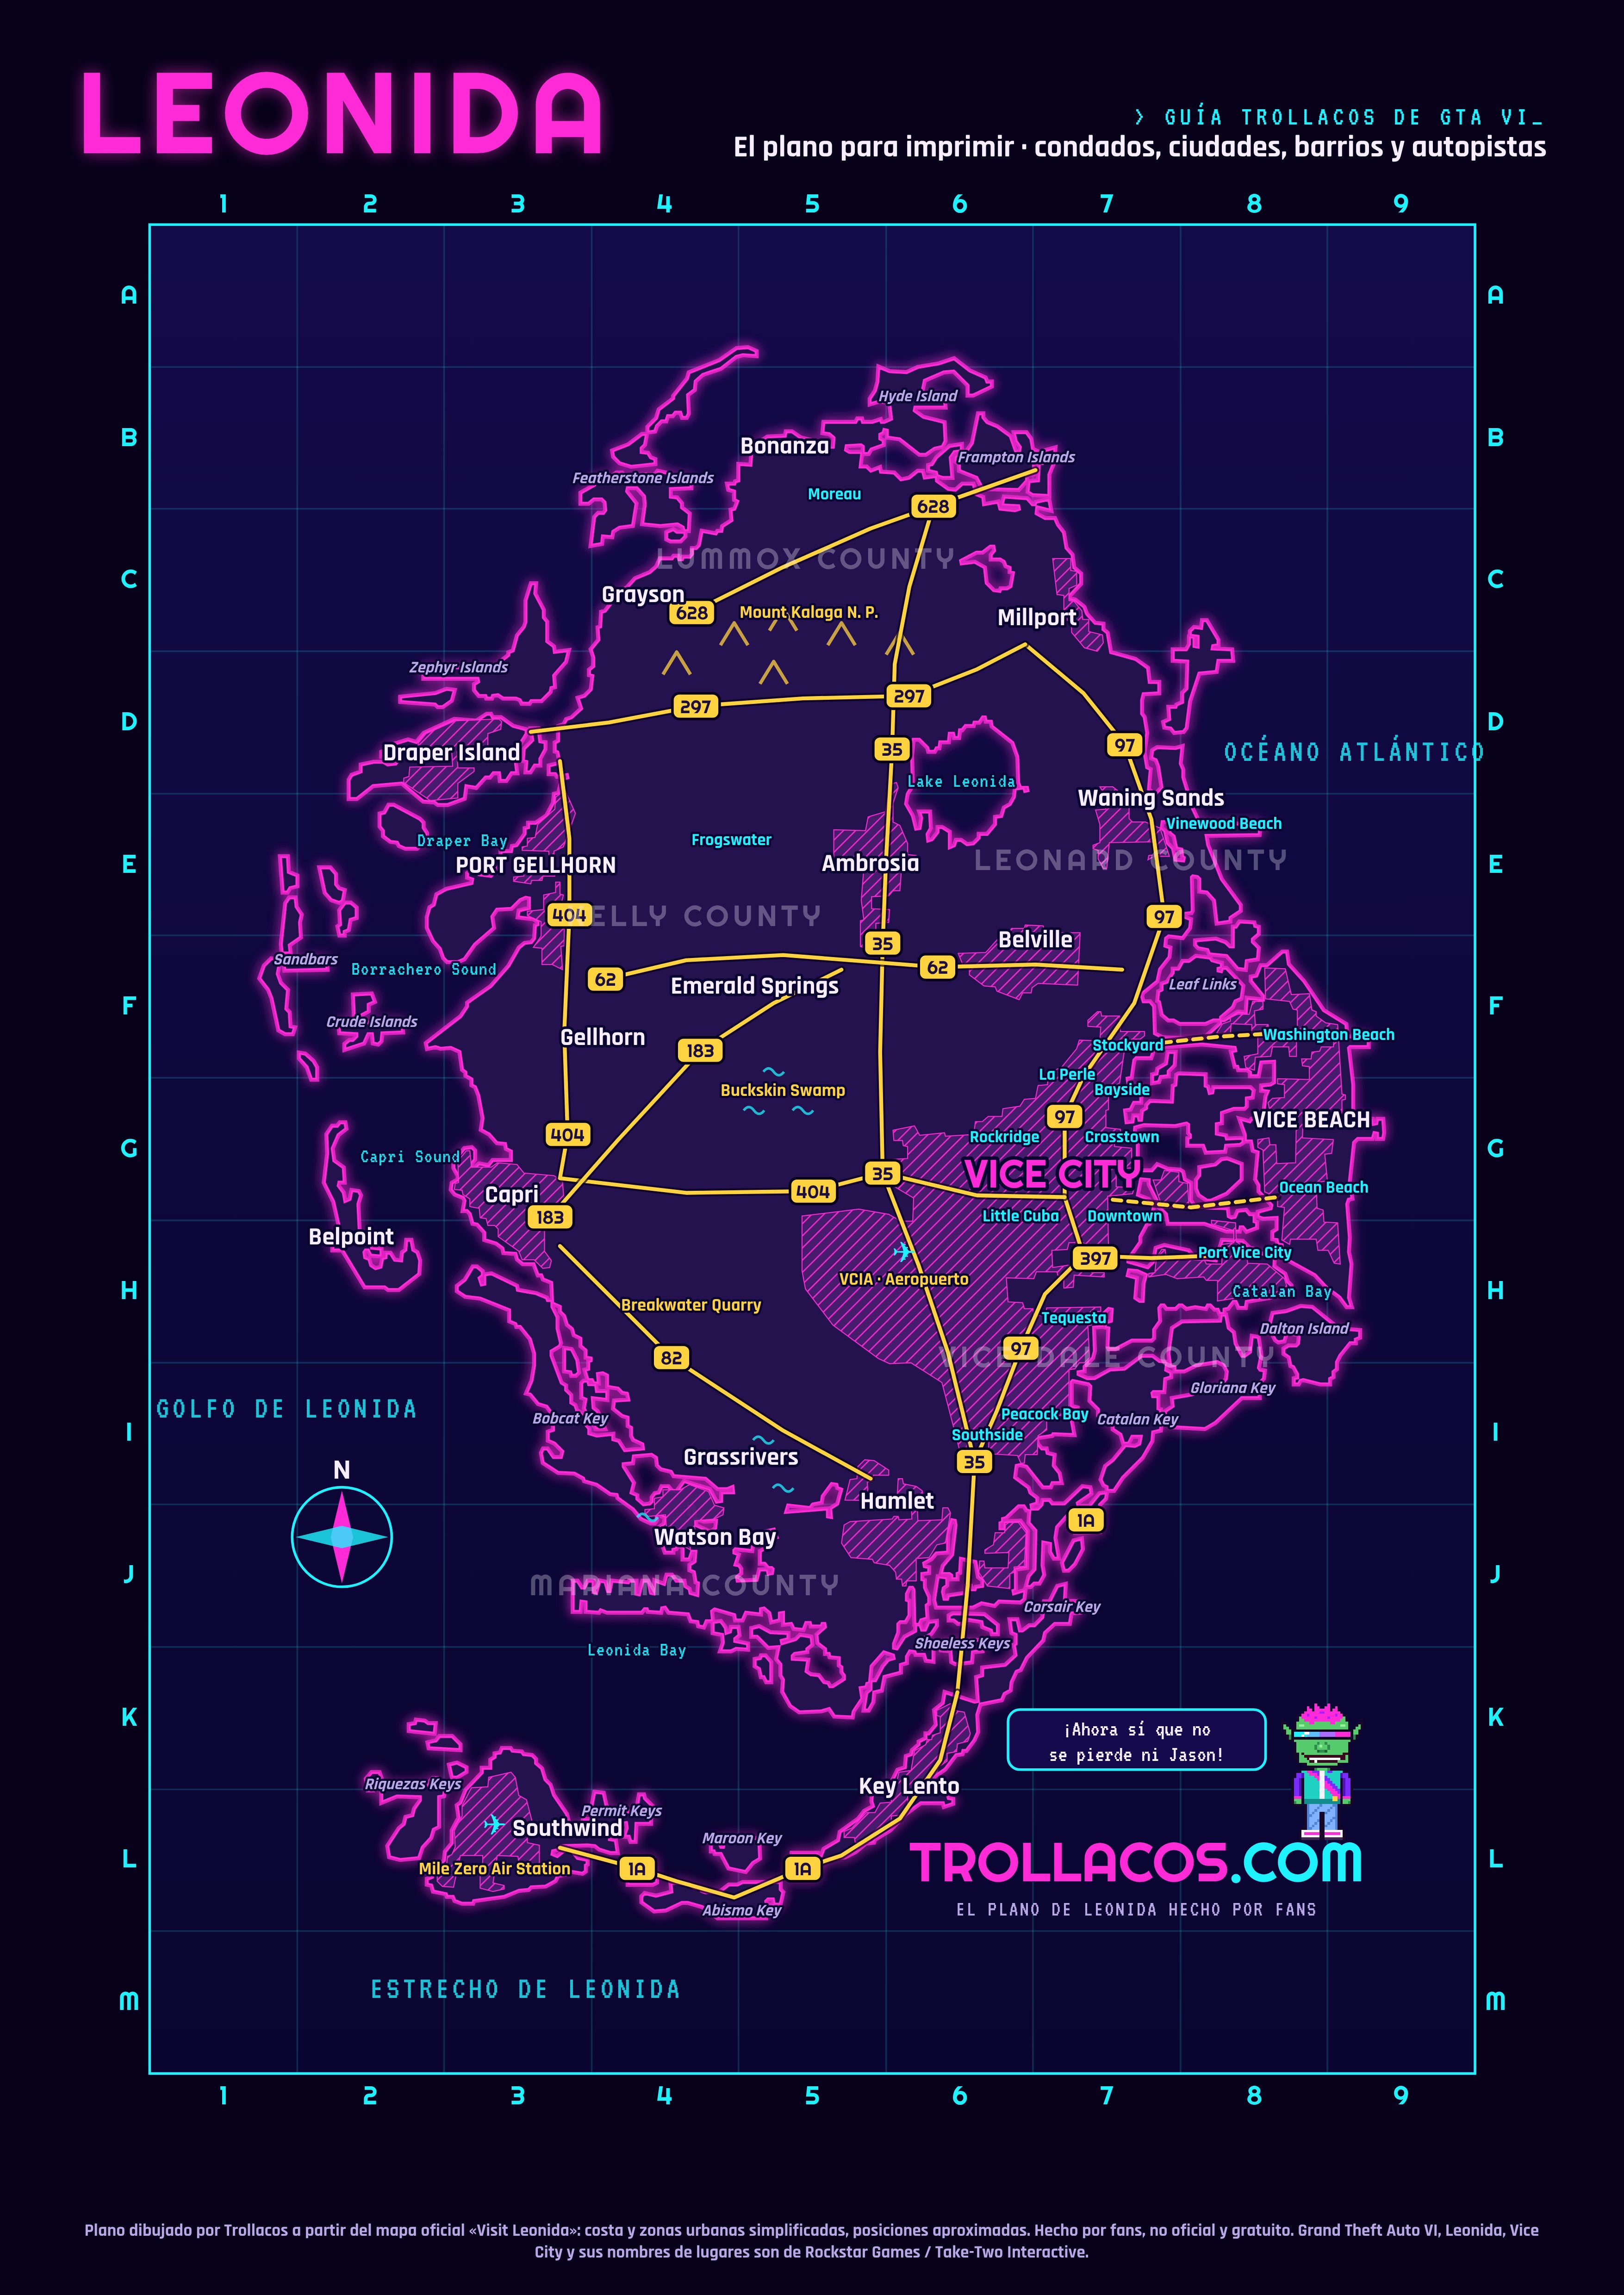 LEONIDA
> GUÍA TROLLACOS DE GTA VI_
El plano para imprimir · condados, ciudades, barrios y autopistas
1 2 3 4 5 6 7 8 9
A A
Hyde Island
B B
Bonanza
Frampton Islands
Featherstone Islands
Moreau
628
LUMMOX COUNTY
C C
Grayson
628
Mount Kalaga N. P.
Millport
Zephyr Islands
297
297
D D
Draper Island
35
97
OCÉANO ATLÁNTICO
Lake Leonida
Waning Sands
Vinewood Beach
Draper Bay
Frogswater
PORT GELLHORN
Ambrosia
LEONARD COUNTY
E E
404
ELLY COUNTY
97
35
Belville
Sandbars
Borrachero Sound
62
62
Emerald Springs
Leaf Links
F F
Crude Islands
Gellhorn
183
Stockyard
Washington Beach
La Perle
Bayside
Buckskin Swamp
97
VICE BEACH
404
Rockridge
Crosstown
G G
Capri Sound
35
VICE CITY
Capri
404
Ocean Beach
183
Little Cuba
Downtown
Belpoint
397
Port Vice City
VCIA · Aeropuerto
H H
Catalan Bay
Breakwater Quarry
Tequesta
Dalton Island
97
82
VICE-DALE COUNTY
Gloriana Key
GOLFO DE LEONIDA
Bobcat Key
Peacock Bay
Catalan Key
I I
Southside
Grassrivers
35
N
Hamlet
1A
Watson Bay
J J
MARIANA COUNTY
Corsair Key
Shoeless Keys
Leonida Bay
K K
¡Ahora sí que no
se pierde ni Jason!
Riquezas Keys
Key Lento
Permit Keys
Southwind
Maroon Key
L L
Mile Zero Air Station
1A
1A
TROLLACOS.COM
Abismo Key
EL PLANO DE LEONIDA HECHO POR FANS
ESTRECHO DE LEONIDA
M M
1 2 3 4 5 6 7 8 9
Plano dibujado por Trollacos a partir del mapa oficial «Visit Leonida»: costa y zonas urbanas simplificadas, posiciones aproximadas. Hecho por fans, no oficial y gratuito. Grand Theft Auto VI, Leonida, Vice
City y sus nombres de lugares son de Rockstar Games / Take-Two Interactive.